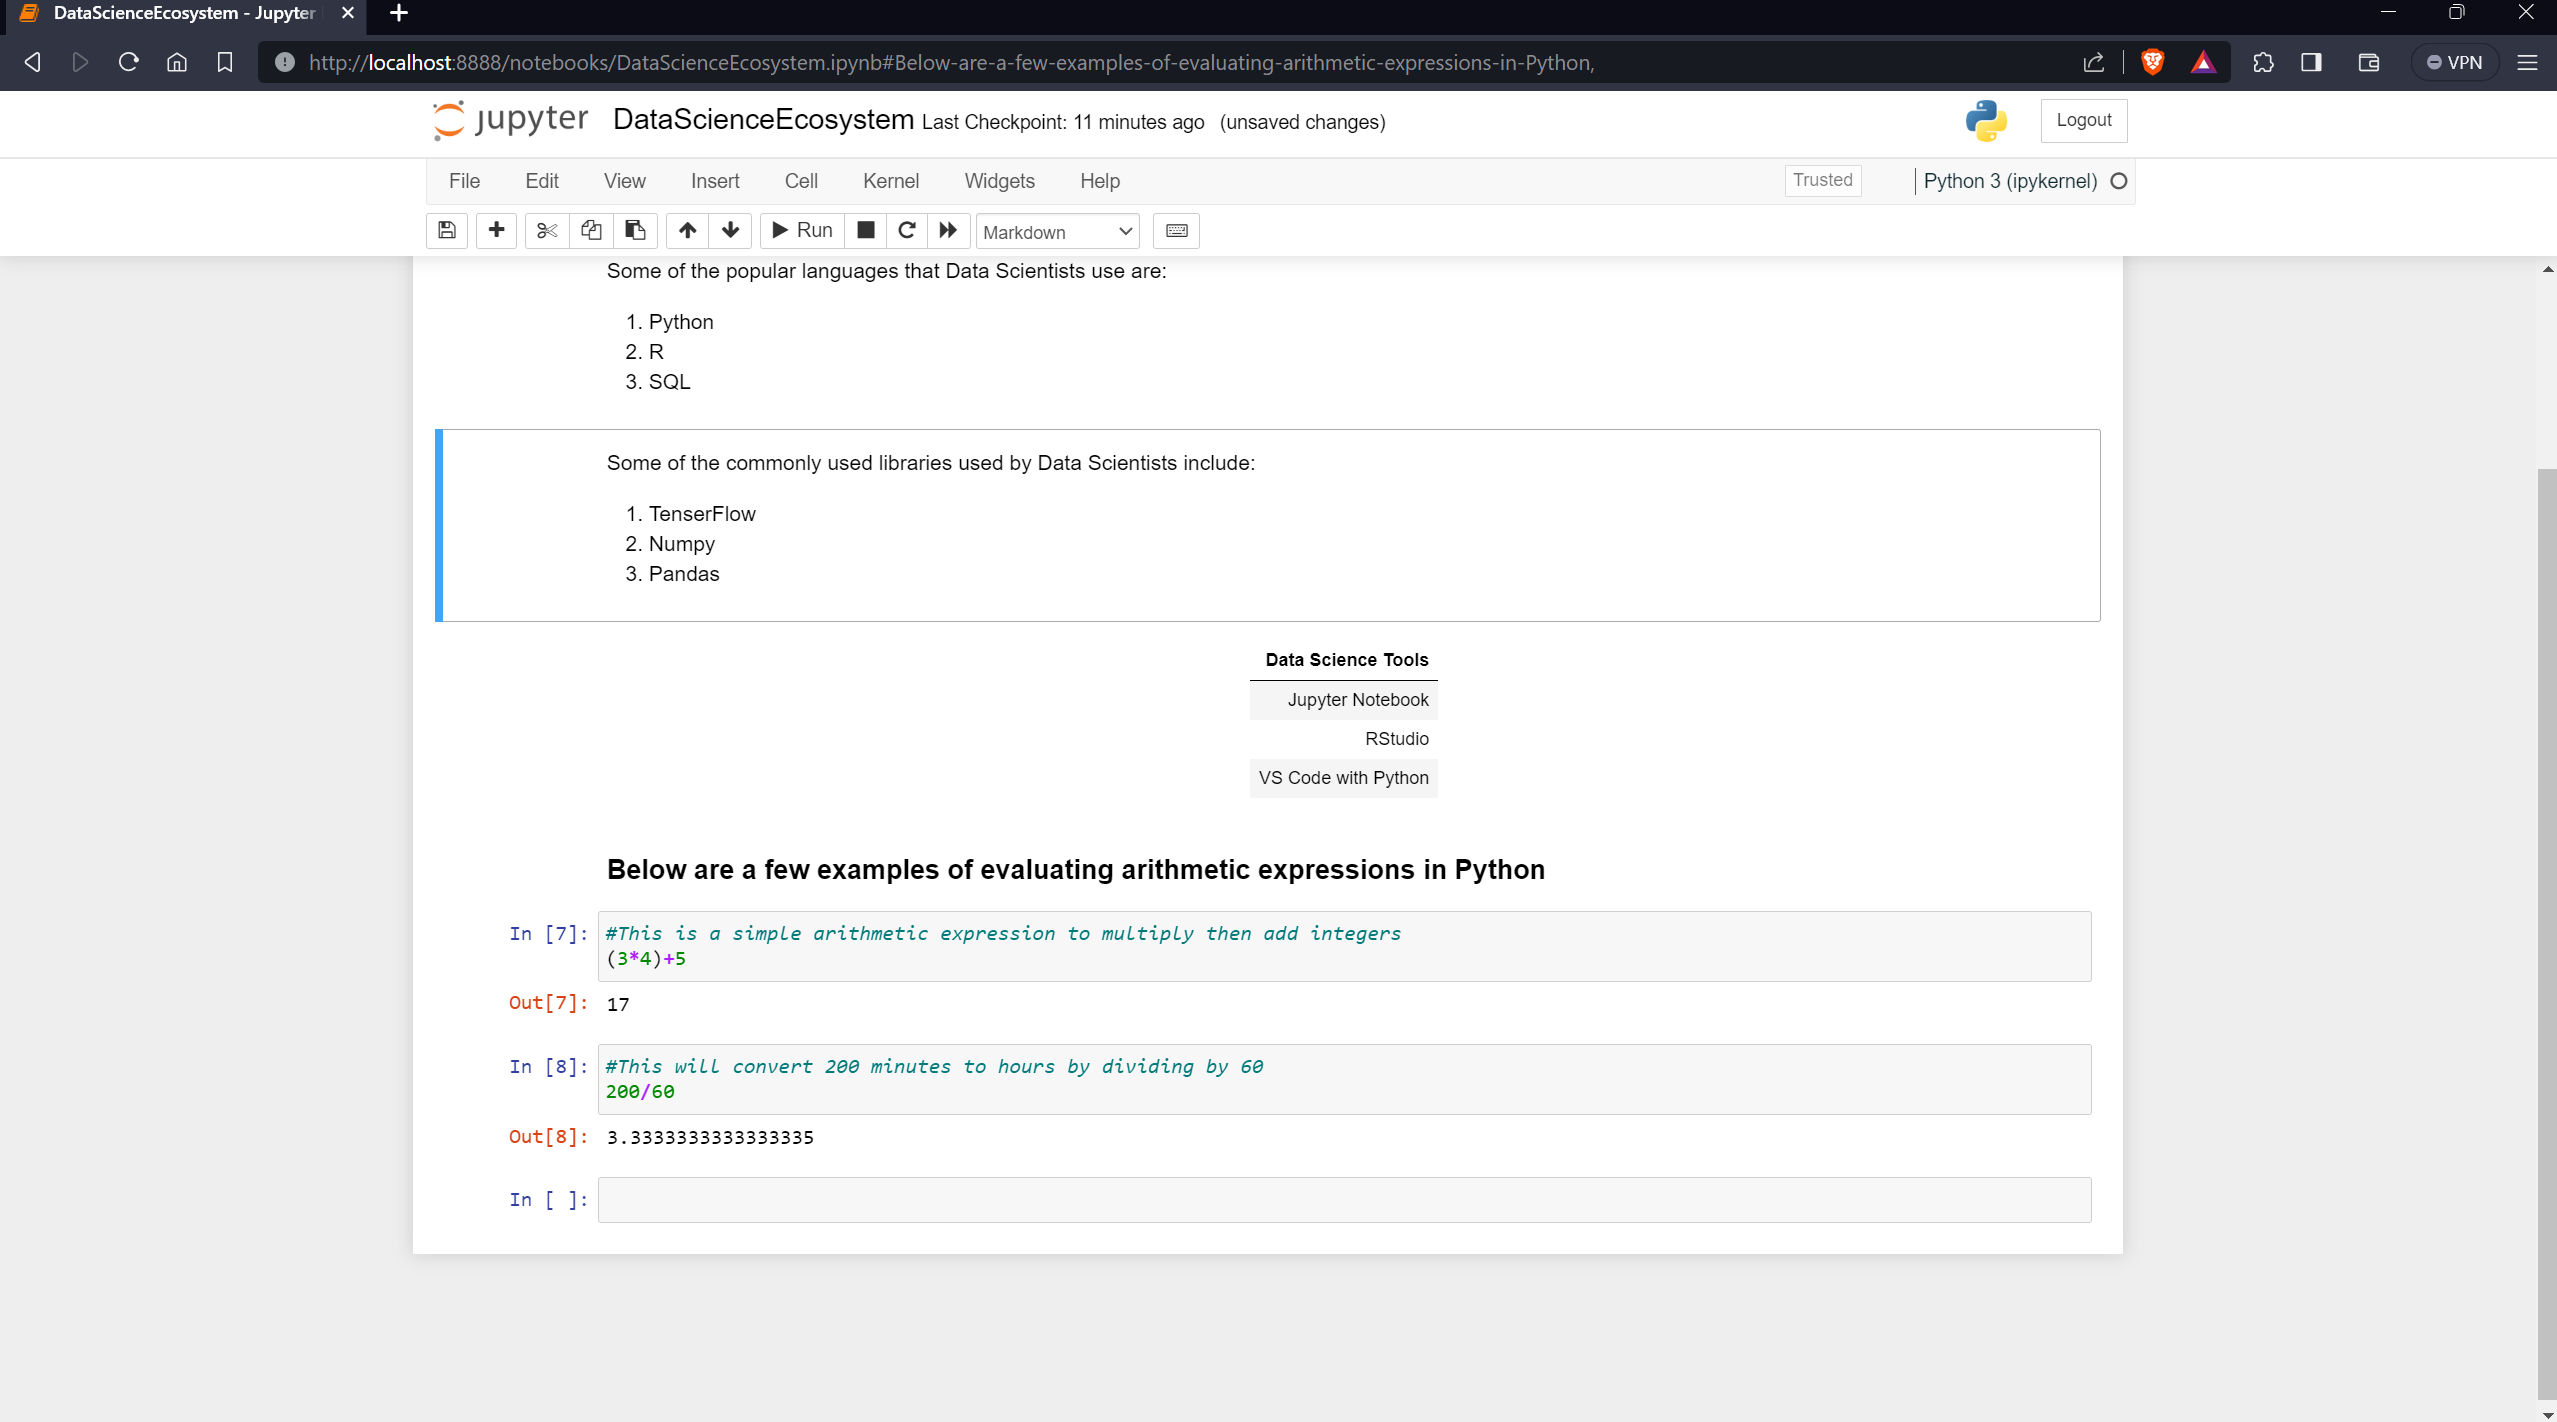 DataScienceEcosystem - Jupyter
http://localhost:8888/notebooks/DataScienceEcosystem.ipynb#Below-are-a-few-examples-of-evaluating-arithmetic-expressions-in-Python,
VPN
jupyter DataScienceEcosystem Last Checkpoint: 11 minutes ago (unsaved changes)
Logout
File Edit View Insert Cell Kernel Widgets Help
Trusted
Python 3 (ipykernel)
Run
Markdown
Some of the popular languages that Data Scientists use are:
1. Python
2. R
3. SQL
Some of the commonly used libraries used by Data Scientists include:
1. TenserFlow
2. Numpy
3. Pandas
Data Science Tools
Jupyter Notebook
RStudio
VS Code with Python
Below are a few examples of evaluating arithmetic expressions in Python
In [7]: #This is a simple arithmetic expression to multiply then add integers
(3*4)+5
Out[7]: 17
In [8]: #This will convert 200 minutes to hours by dividing by 60
200/60
Out[8]: 3.3333333333333335
In [ ]: